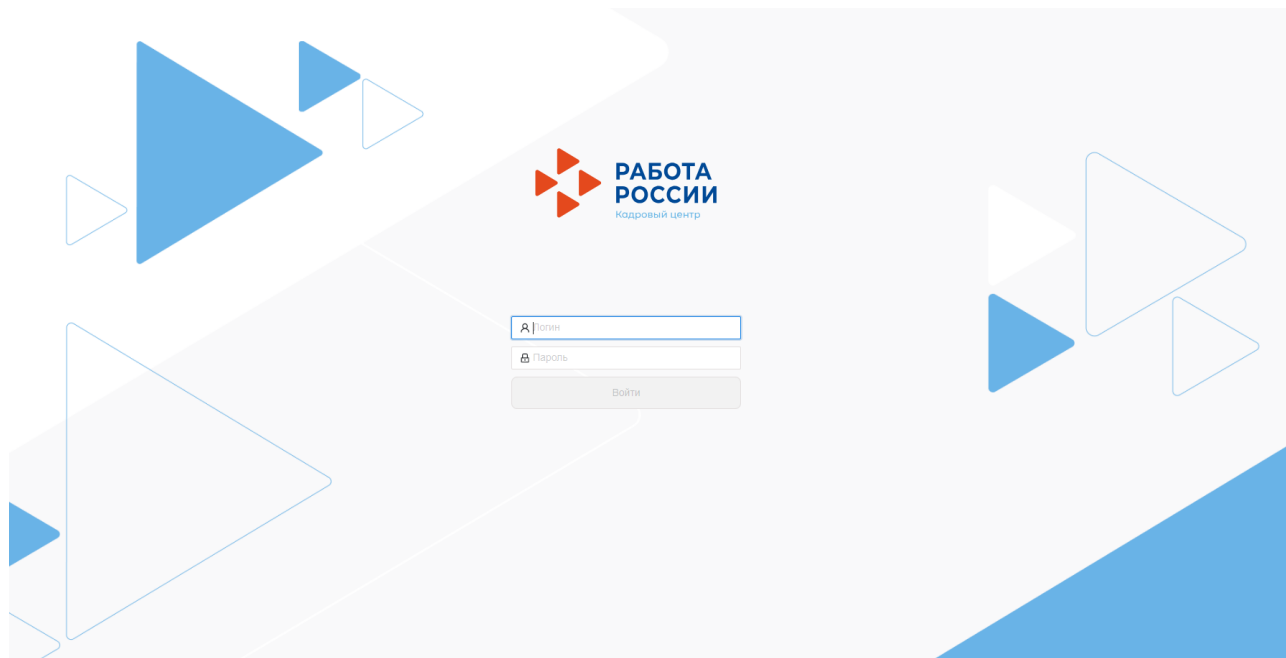 РАБОТА
РОССИИ
Кадровый центр
Логин
Пароль
Войти